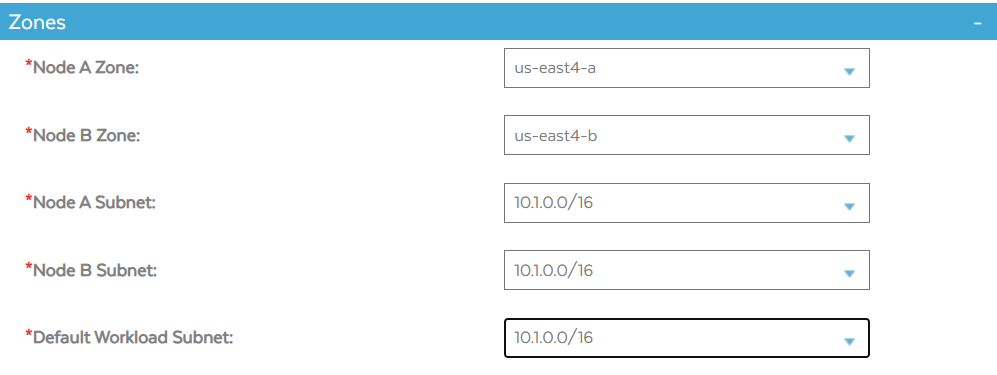 Zones -
*Node A Zone: us-east4-a
*Node B Zone: us-east4-b
*Node A Subnet: 10.1.0.0/16
*Node B Subnet: 10.1.0.0/16
*Default Workload Subnet: 10.1.0.0/16